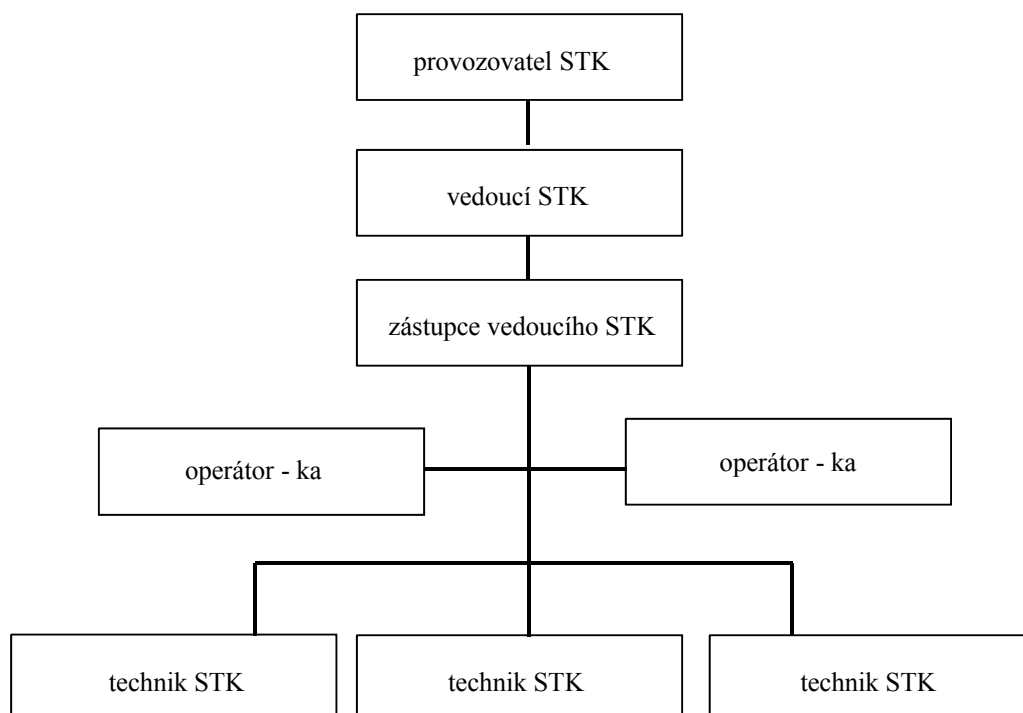 provozovatel STK
vedoucí STK
zástupce vedoucího STK
operátor - ka
operátor - ka
technik STK
technik STK
technik STK